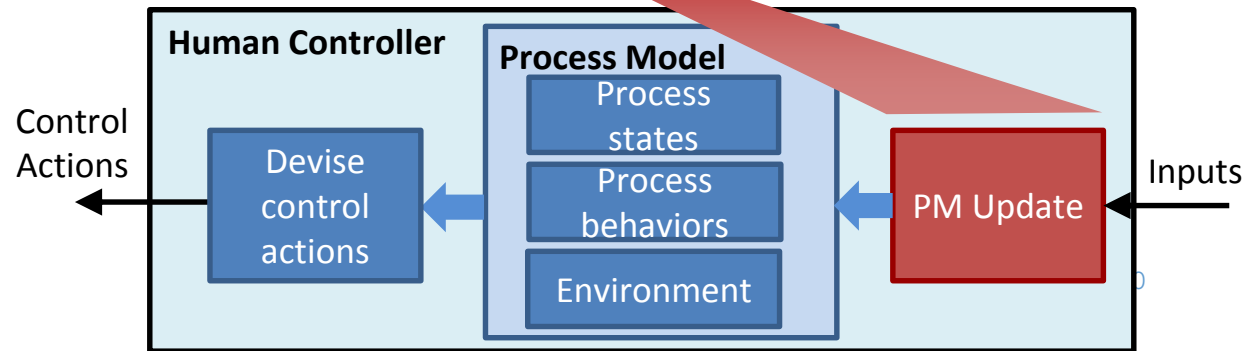 Human Controller
Process Model
Process
states
Process
behaviors
Environment
Control
Actions
Devise
control
actions
PM Update
Inputs